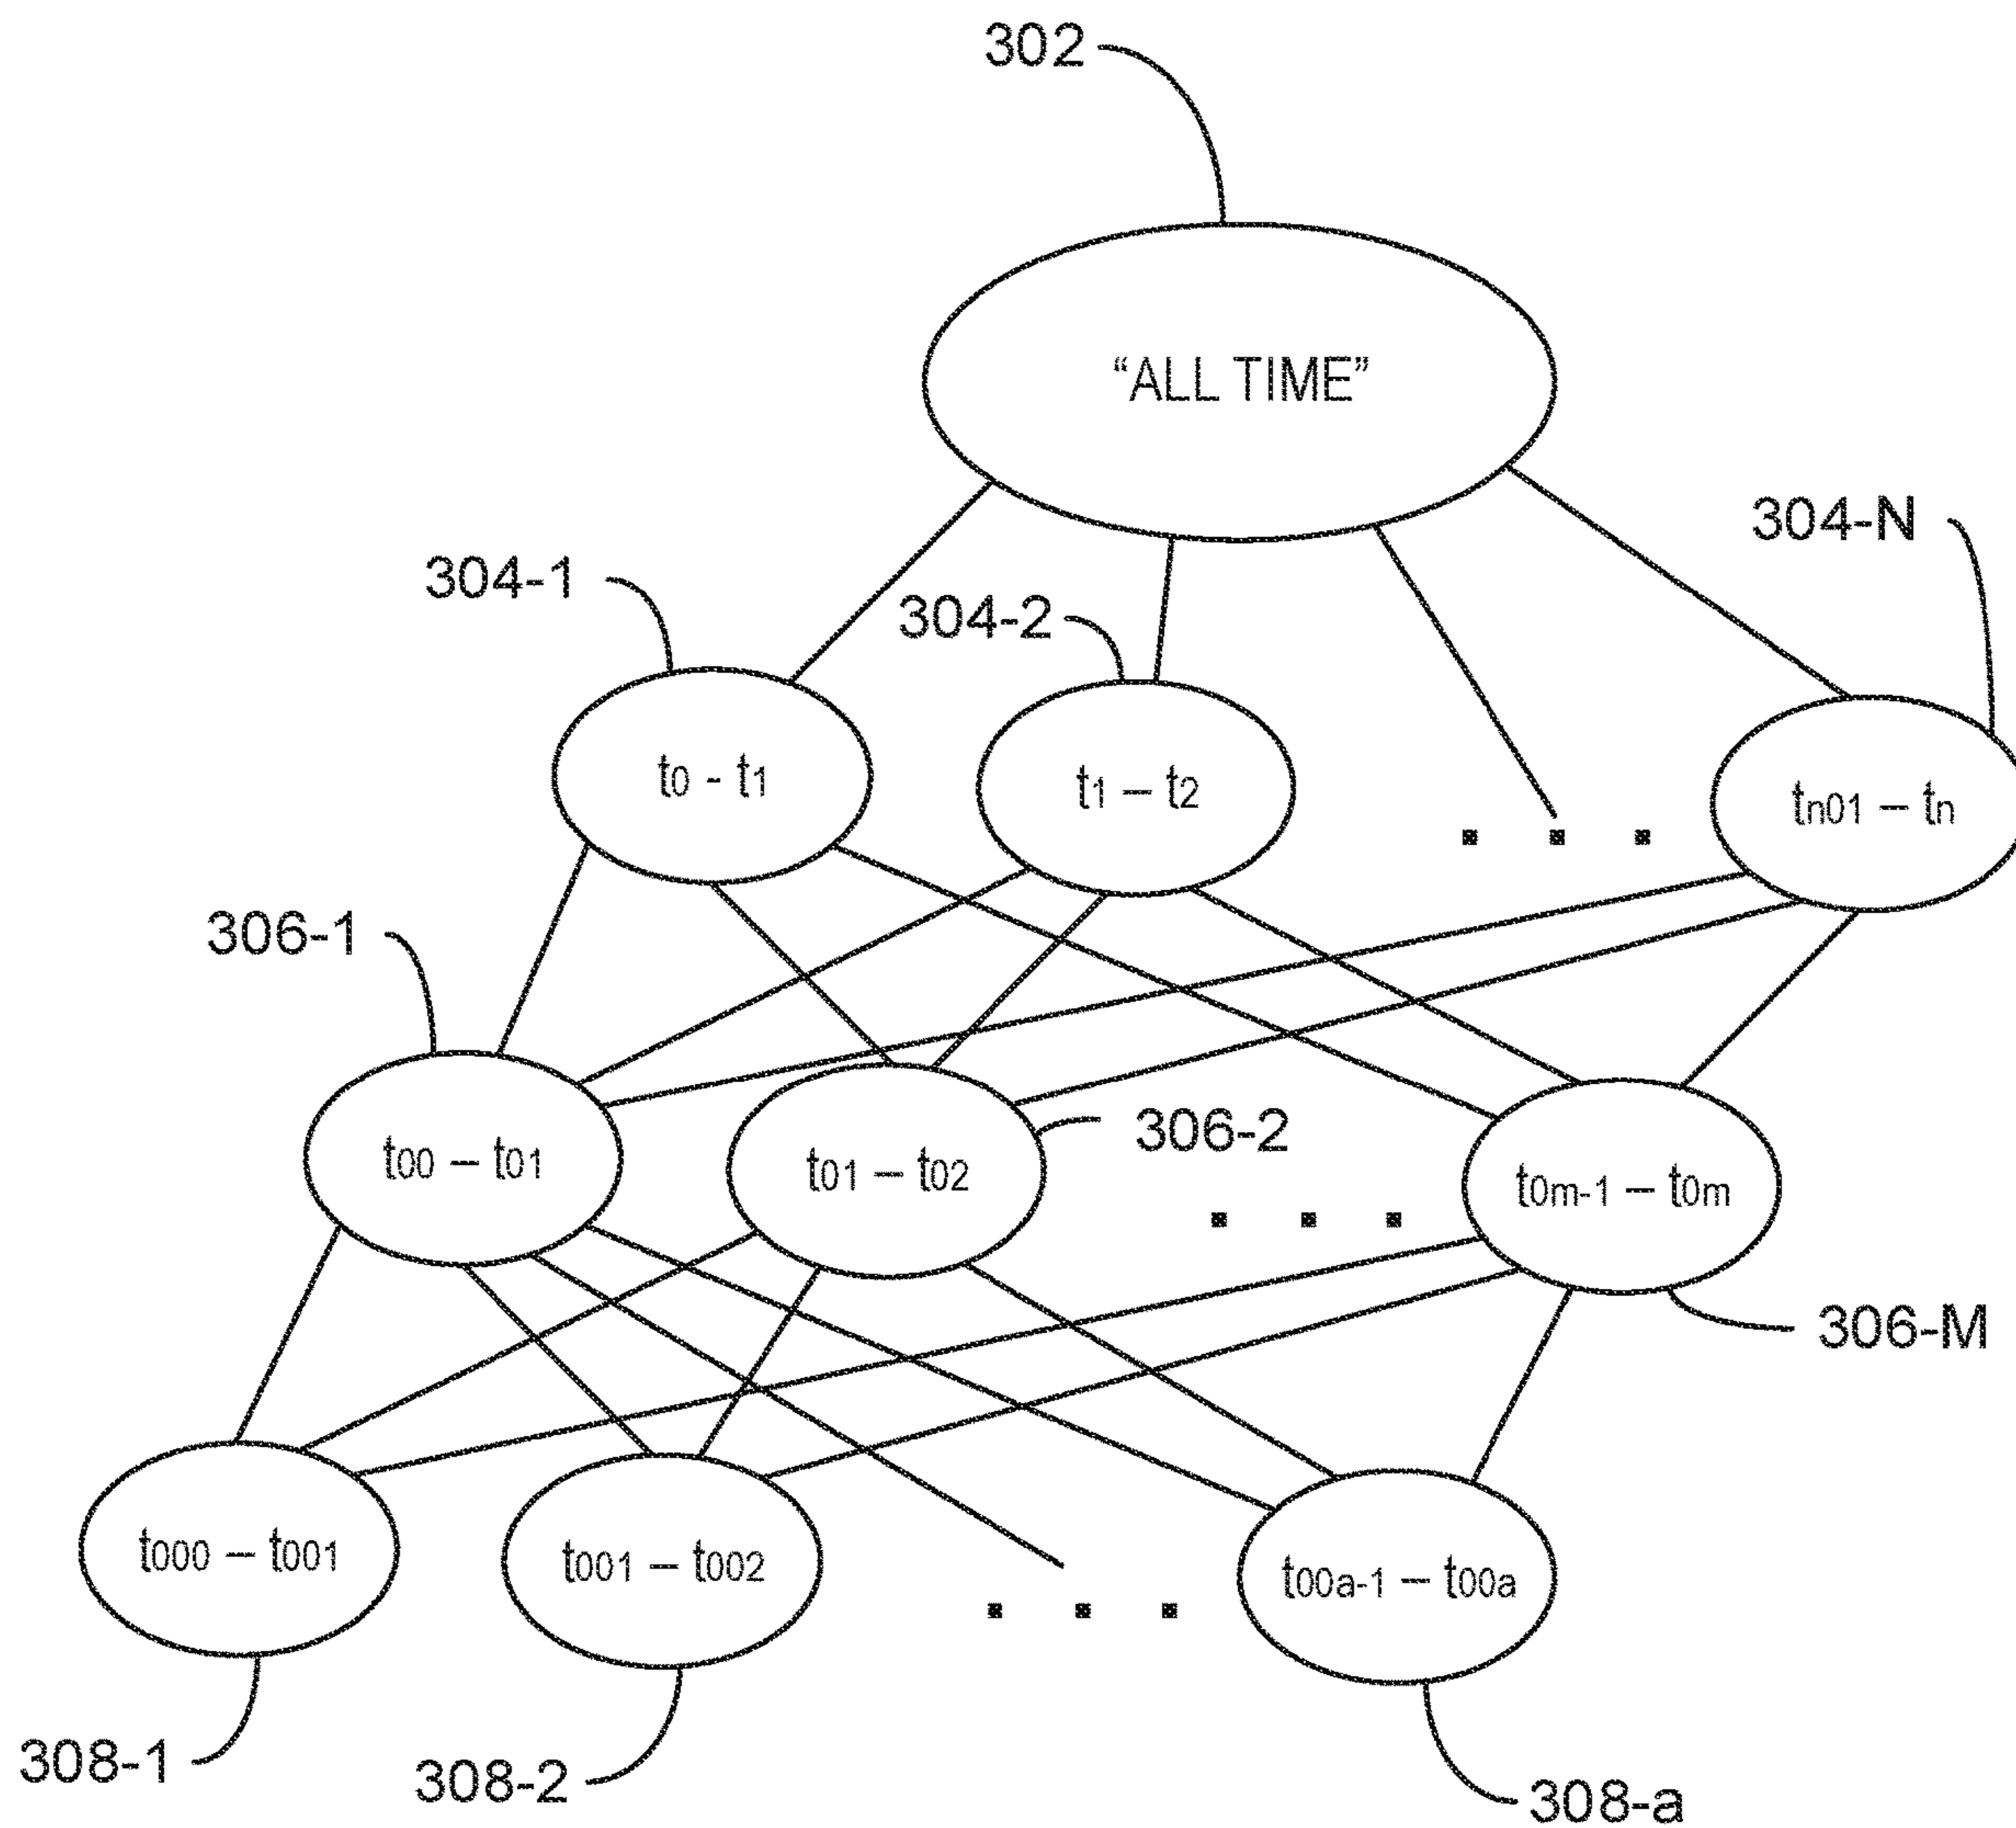 302
"ALL TIME"
304-N
304-1
304-2
t0 - t1
t1 – t2
tn01 – tn
306-1
306-2
t00 – t01
t01 – t02
t0m-1 – t0m
306-M
t000 – t001
t001 – t002
t00a-1 – t00a
308-1
308-2
308-a